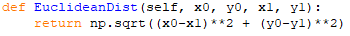 def EuclideanDist(self, x0, y0, x1, y1):
    return np.sqrt((x0-x1)**2 + (y0-y1)**2)